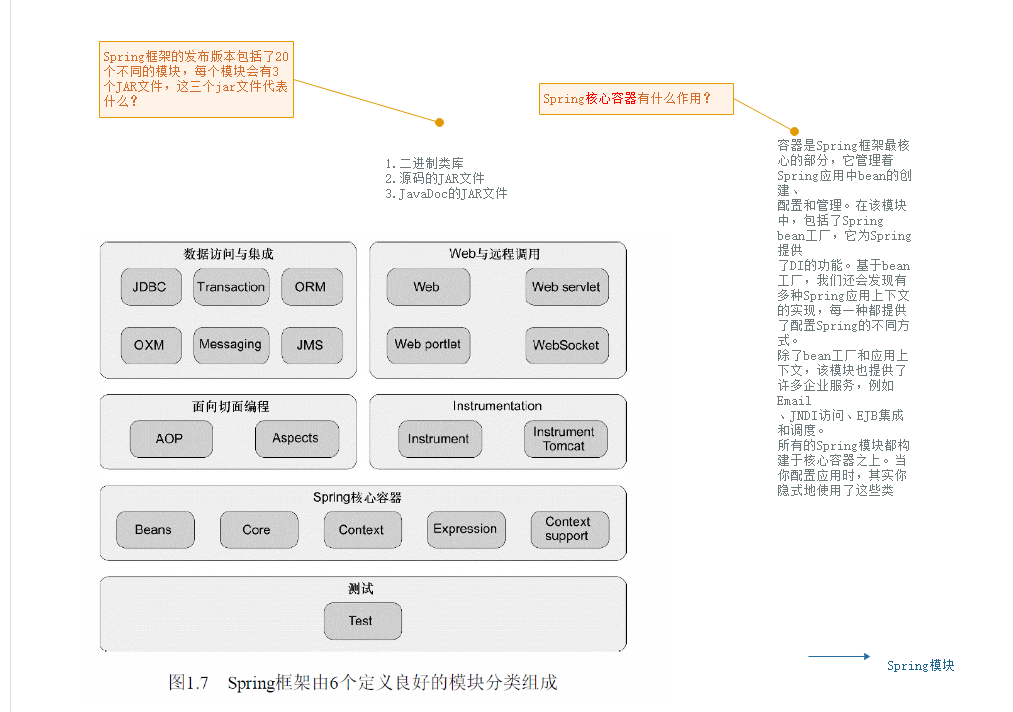 Spring框架的发布版本包括了20
个不同的模块，每个模块会有3
个JAR文件，这三个jar文件代表
什么？
Spring核心容器有什么作用？
1.二进制类库
2.源码的JAR文件
3.JavaDoc的JAR文件
容器是Spring框架最核
心的部分，它管理着
Spring应用中bean的创
建、
配置和管理。在该模块
中，包括了Spring
bean工厂，它为Spring
提供
了DI的功能。基于bean
工厂，我们还会发现有
多种Spring应用上下文
的实现，每一种都提供
了配置Spring的不同方
式。
除了bean工厂和应用上
下文，该模块也提供了
许多企业服务，例如
Email
、JNDI访问、EJB集成
和调度。
所有的Spring模块都构
建于核心容器之上。当
你配置应用时，其实你
隐式地使用了这些类
数据访问与集成
JDBC Transaction ORM
OXM Messaging JMS
Web与远程调用
Web Web servlet
Web portlet WebSocket
面向切面编程
AOP Aspects
Instrumentation
Instrument Instrument
Tomcat
Spring核心容器
Beans Core Context Expression Context
support
测试
Test
图1.7 Spring框架由6个定义良好的模块分类组成
Spring模块